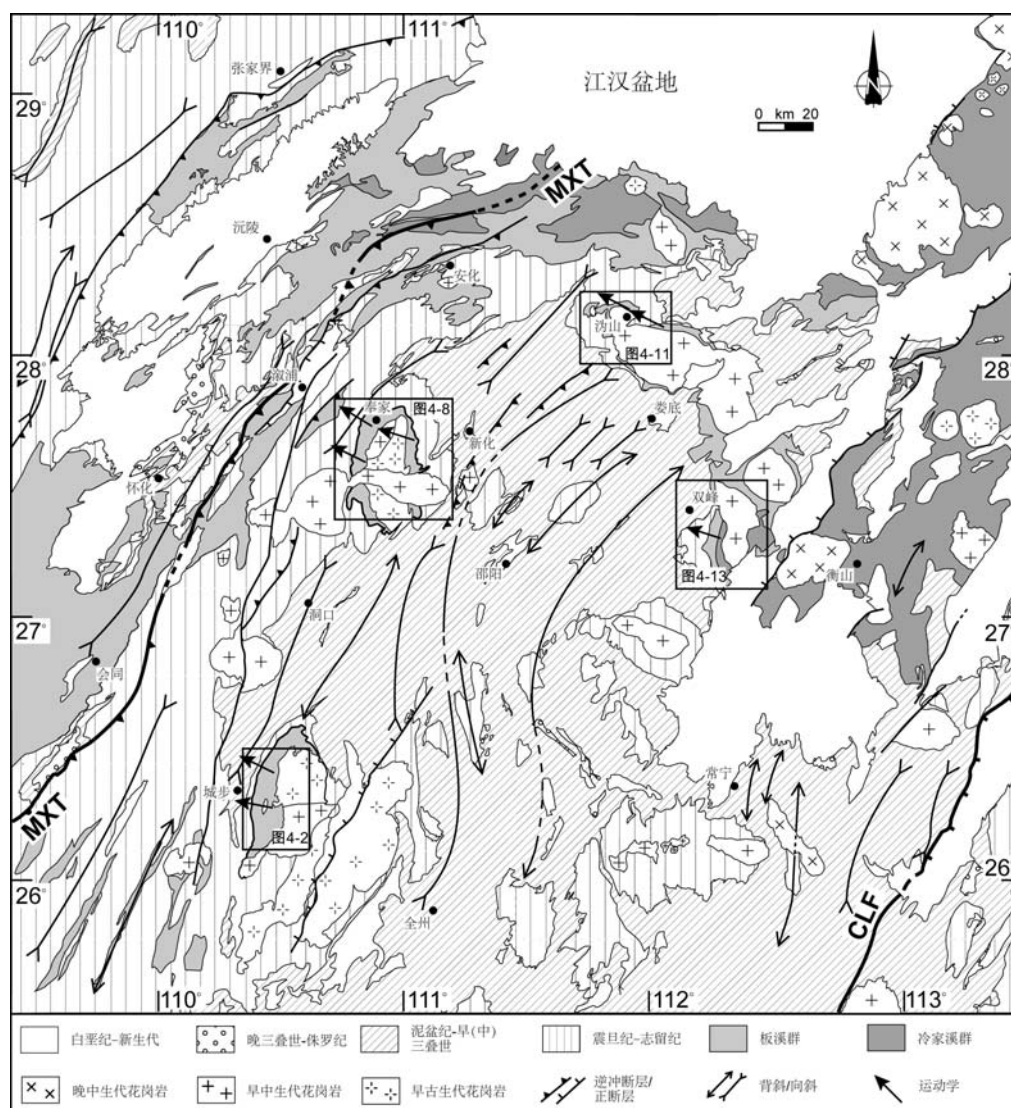 110°
111°
张家界
江汉盆地
N
29°
0 km 20
MXT
沅陵
安化
沩山
图4-11
28°
28°
溆浦
奉家
图4-8
新化
娄底
怀化
双峰
图4-13
邵阳
衡山
洞口
27°
27°
会同
城步
图4-2
常宁
MXT
26°
26°
全州
CLF
110°
111°
112°
113°
白垩纪-新生代
晚三叠世-侏罗纪
泥盆纪-早(中)
三叠世
震旦纪-志留纪
板溪群
冷家溪群
晚中生代花岗岩
早中生代花岗岩
早古生代花岗岩
逆冲断层/
正断层
背斜/向斜
运动学